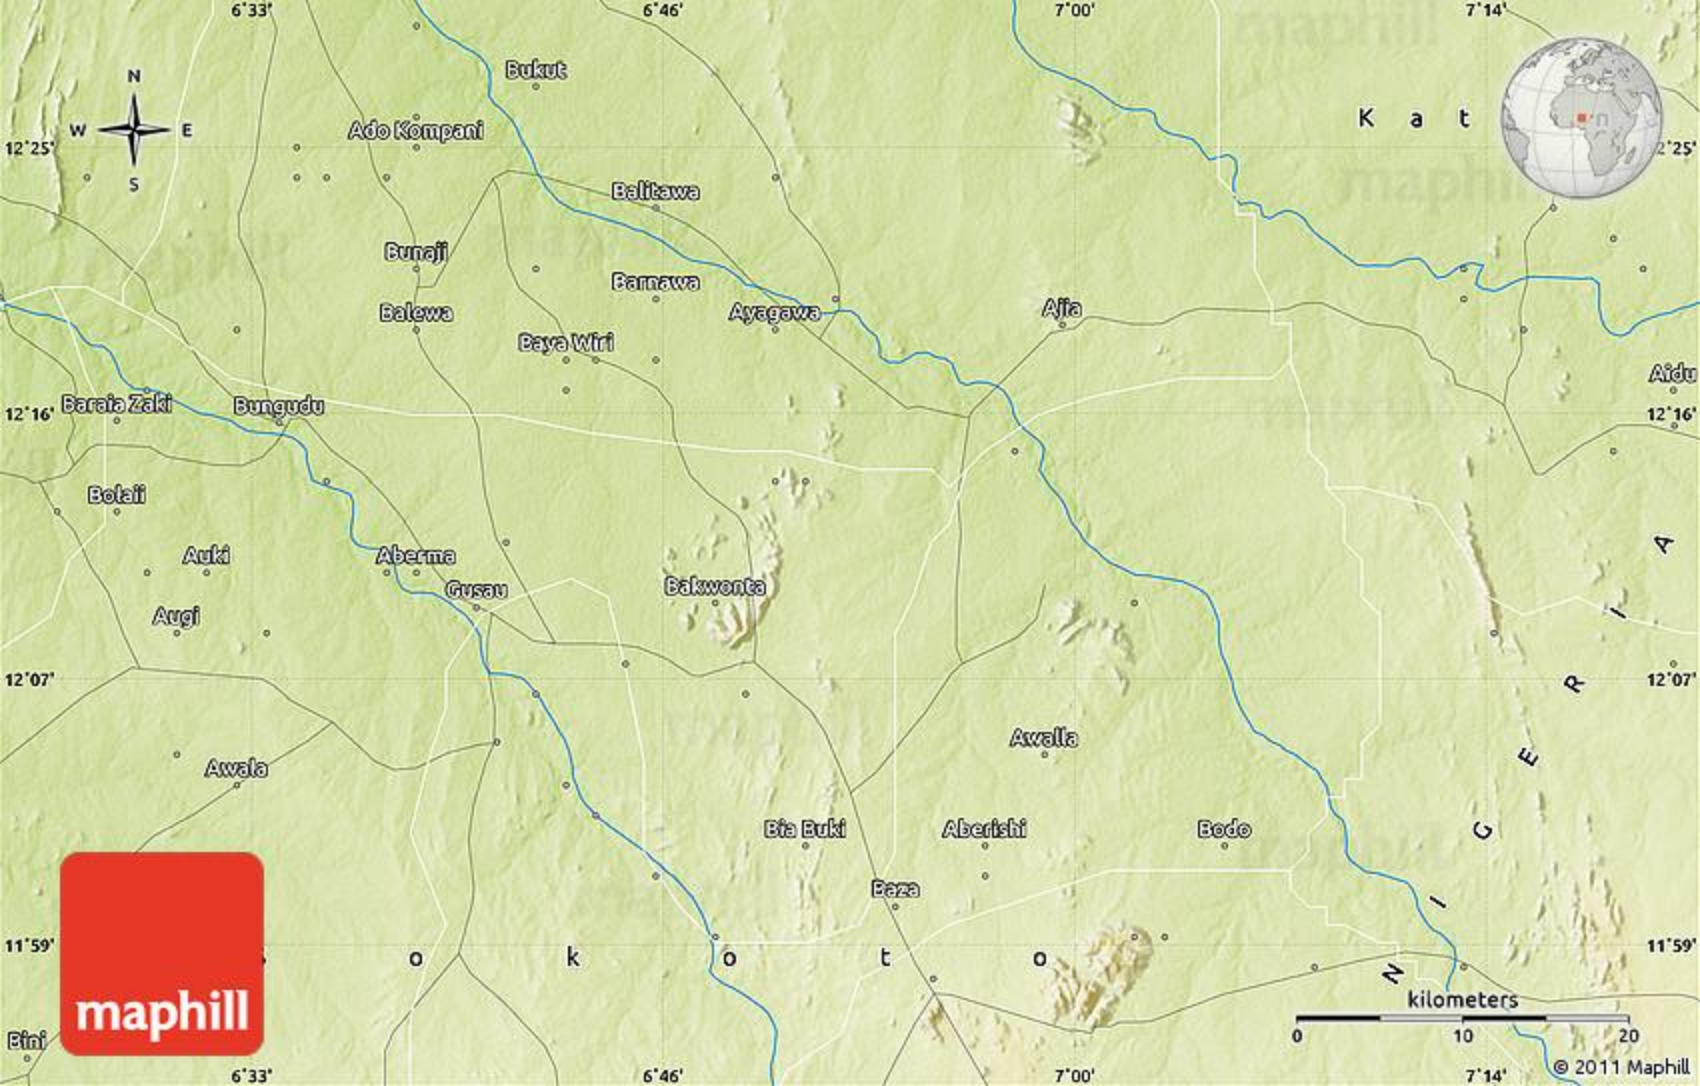 6°33'
6°46'
7°00'
7°14'
maphill
Bukut
N
W E
S
Ado Kompani
K a t
n
12°25'
2°25'
Balitawa
maphill
Bunaji
Barnawa
Balewa
Ayagawa
Ajia
Baya Wiri
Aidu
Baraia Zaki
Bungudu
12°16'
12°16'
Bolaii
Auki
Aberma
Gusau
Bakwonta
Augi
12°07'
12°07'
Awalla
Awala
Bia Buki
Aberishi
Bodo
Baza
N I G E R I A
11°59'
11°59'
o k o t o
maphill
kilometers
0 10 20
Bini
6°33'
6°46'
7°00'
7°14'
© 2011 Maphill